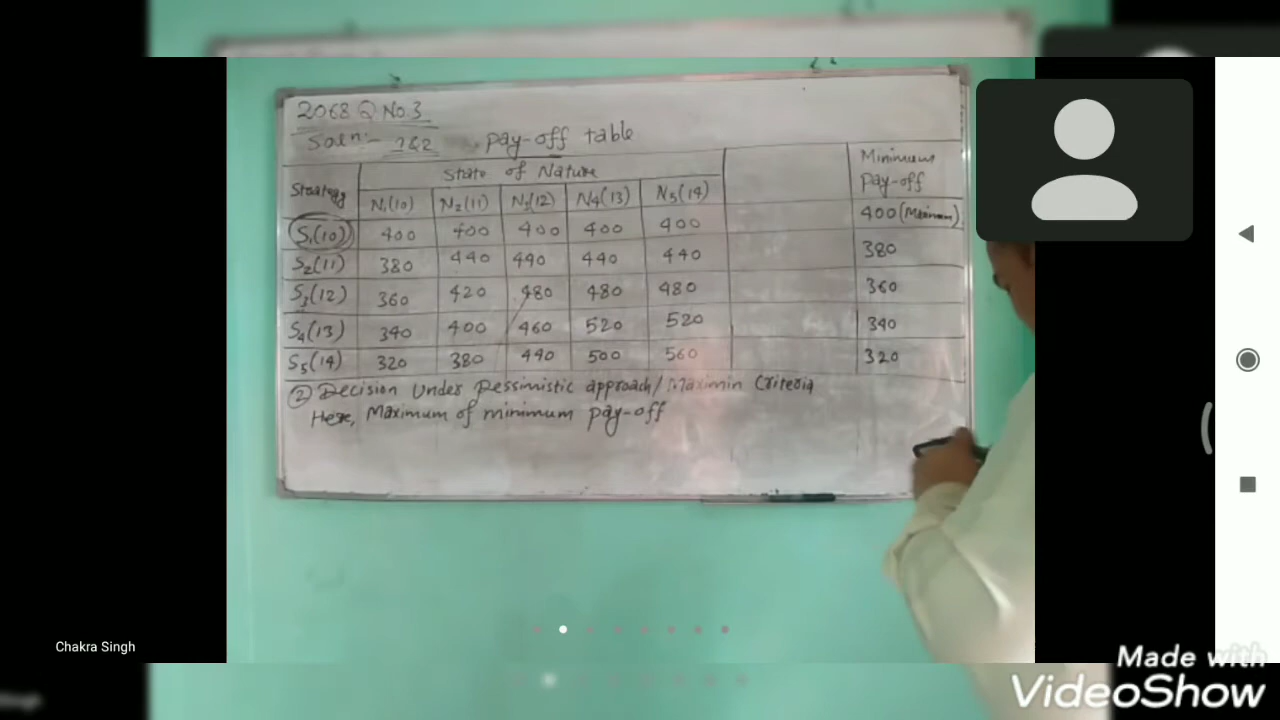 2068 Q No.3
Soln:- 1&2 pay-off table
Strategy State of Nature Minimum Pay-off
N₁(10) N₂(11) N₃(12) N₄(13) N₅(14)
S₁(10) 400 400 400 400 400 400 (Maximum)
S₂(11) 380 440 440 440 440 380
S₃(12) 360 420 480 480 480 360
S₄(13) 340 400 460 520 520 340
S₅(14) 320 380 440 500 560 320
② Decision Under Pessimistic approach/Maximin Criteria
Here, Maximum of minimum pay-off
Chakra Singh
Made with
VideoShow